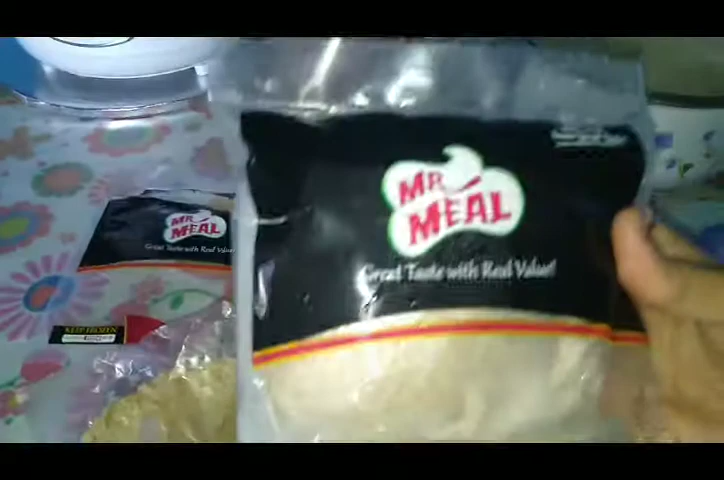 MR.
MEAL
Great Taste with Real Value!
MR.
MEAL
Great Taste with Real Value!
KEEP FROZEN